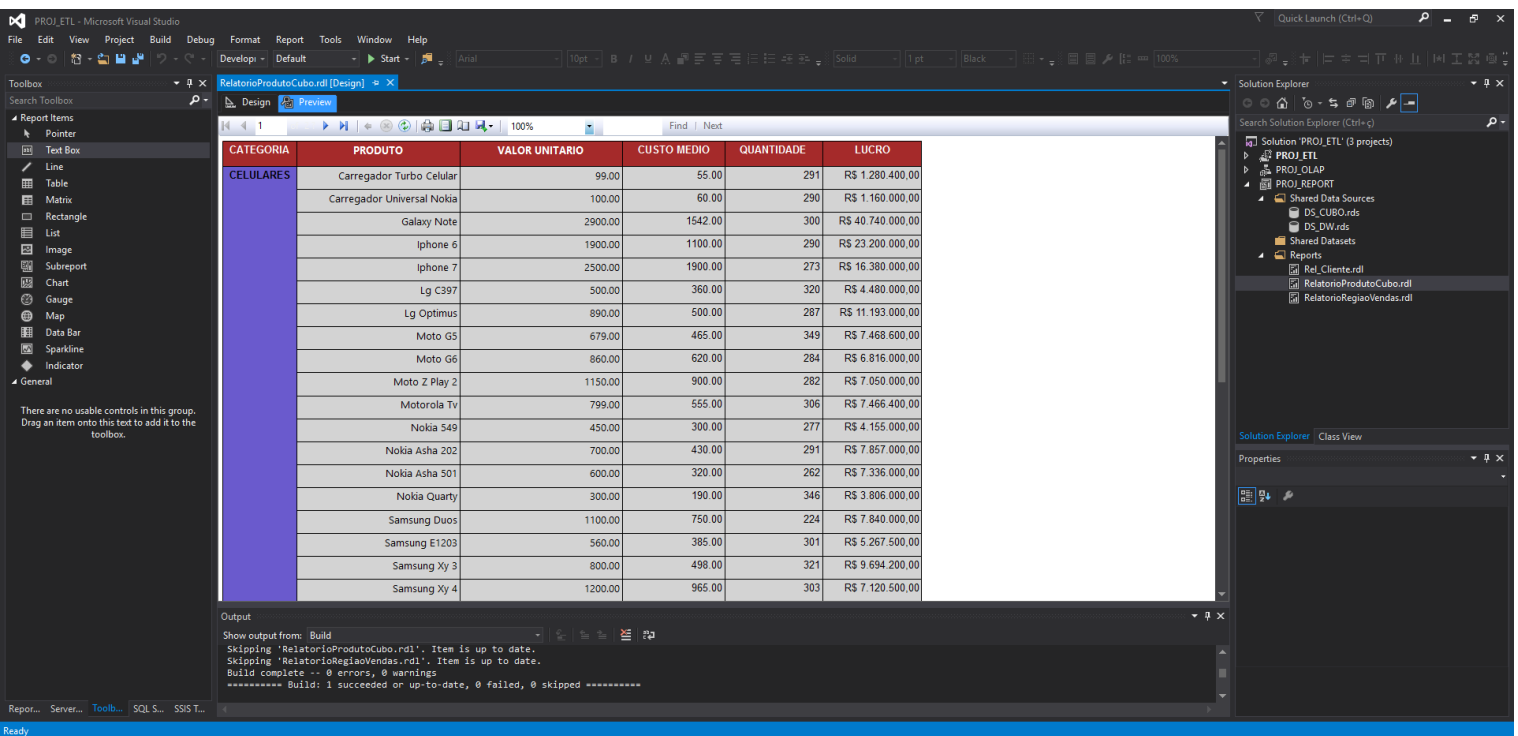 PROJ_ETL - Microsoft Visual Studio
Quick Launch (Ctrl+Q)
File Edit View Project Build Debug Format Report Tools Window Help
Develop Default Start Arial 10pt B I U A Solid 1 pt Black 100%
Toolbox
Search Toolbox
Report Items
Pointer
Text Box
Line
Table
Matrix
Rectangle
List
Image
Subreport
Chart
Gauge
Map
Data Bar
Sparkline
Indicator
General
There are no usable controls in this group.
Drag an item onto this text to add it to the
toolbox.
Repor... Server... Toolb... SQL S... SSIS T...
RelatorioProdutoCubo.rdl [Design]
Design Preview
1 100% Find | Next
CATEGORIA PRODUTO VALOR UNITARIO CUSTO MEDIO QUANTIDADE LUCRO
CELULARES Carregador Turbo Celular 99.00 55.00 291 R$ 1.280.400,00
Carregador Universal Nokia 100.00 60.00 290 R$ 1.160.000,00
Galaxy Note 2900.00 1542.00 300 R$ 40.740.000,00
Iphone 6 1900.00 1100.00 290 R$ 23.200.000,00
Iphone 7 2500.00 1900.00 273 R$ 16.380.000,00
Lg C397 500.00 360.00 320 R$ 4.480.000,00
Lg Optimus 890.00 500.00 287 R$ 11.193.000,00
Moto G5 679.00 465.00 349 R$ 7.468.600,00
Moto G6 860.00 620.00 284 R$ 6.816.000,00
Moto Z Play 2 1150.00 900.00 282 R$ 7.050.000,00
Motorola Tv 799.00 555.00 306 R$ 7.466.400,00
Nokia 549 450.00 300.00 277 R$ 4.155.000,00
Nokia Asha 202 700.00 430.00 291 R$ 7.857.000,00
Nokia Asha 501 600.00 320.00 262 R$ 7.336.000,00
Nokia Quarty 300.00 190.00 346 R$ 3.806.000,00
Samsung Duos 1100.00 750.00 224 R$ 7.840.000,00
Samsung E1203 560.00 385.00 301 R$ 5.267.500,00
Samsung Xy 3 800.00 498.00 321 R$ 9.694.200,00
Samsung Xy 4 1200.00 965.00 303 R$ 7.120.500,00
Output
Show output from: Build
Skipping 'RelatorioProdutoCubo.rdl'. Item is up to date.
Skipping 'RelatorioRegiaoVendas.rdl'. Item is up to date.
Build complete -- 0 errors, 0 warnings
========== Build: 1 succeeded or up-to-date, 0 failed, 0 skipped ==========
Solution Explorer
Search Solution Explorer (Ctrl+ç)
Solution 'PROJ_ETL' (3 projects)
PROJ_ETL
PROJ_OLAP
PROJ_REPORT
Shared Data Sources
DS_CUBO.rds
DS_DW.rds
Shared Datasets
Reports
Rel_Cliente.rdl
RelatorioProdutoCubo.rdl
RelatorioRegiaoVendas.rdl
Solution Explorer Class View
Properties
Ready